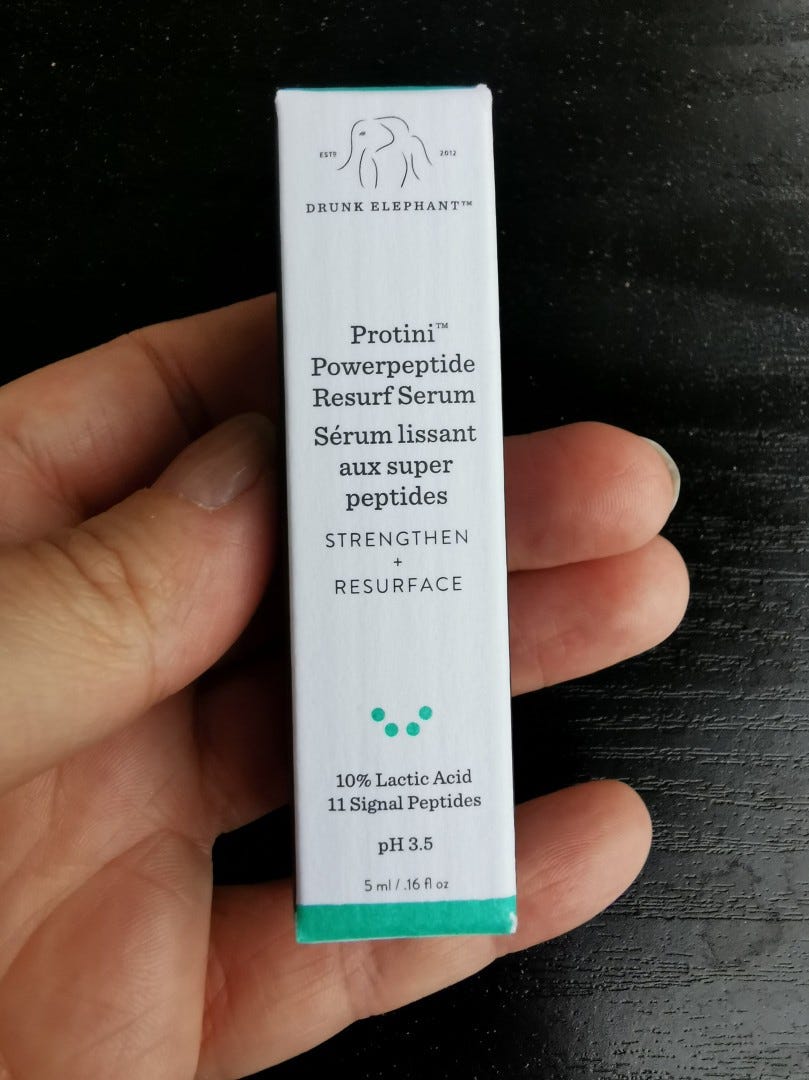 ESTD 2012
DRUNK ELEPHANT™
Protini™
Powerpeptide
Resurf Serum
Sérum lissant
aux super
peptides
STRENGTHEN
+
RESURFACE
10% Lactic Acid
11 Signal Peptides
pH 3.5
5 ml / .16 fl oz